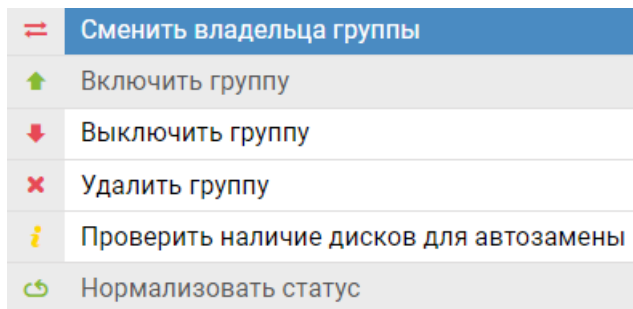 Сменить владельца группы
Включить группу
Выключить группу
Удалить группу
Проверить наличие дисков для автозамены
Нормализовать статус